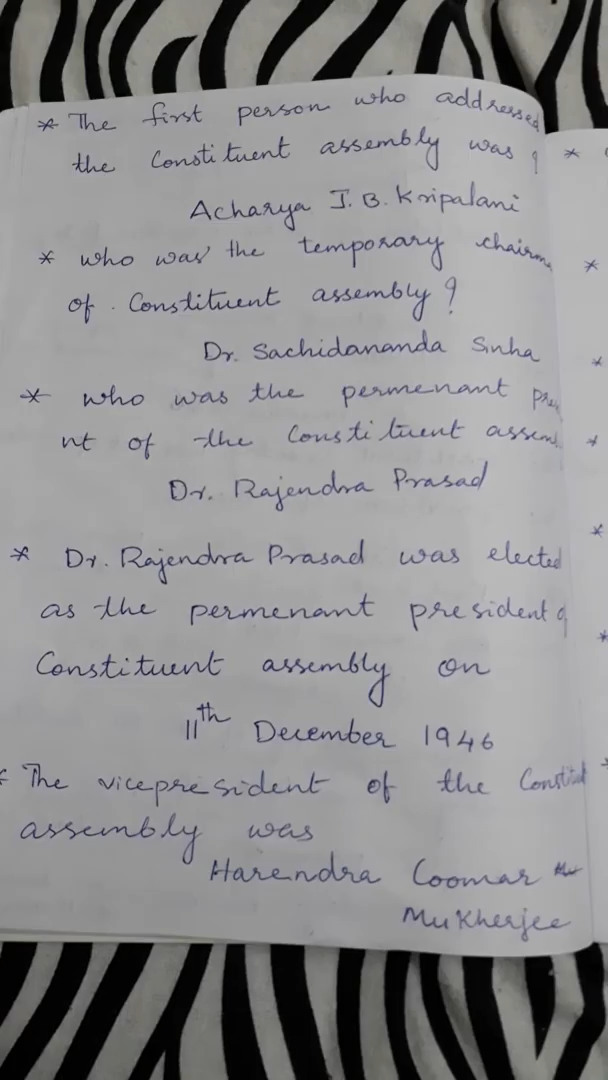 * The first person who addressed
the Constituent assembly was ?
Acharya J. B. Kripalani
* who was the temporary chairm
of Constituent assembly ?
Dr. Sachidananda Sinha
* who was the permenant pre
nt of the Constituent assem
Dr. Rajendra Prasad
* Dr. Rajendra Prasad was elected
as the permenant president of
Constituent assembly on
11th December 1946
* The vicepresident of the Constit
assembly was
Harendra Coomar
Mukherjee